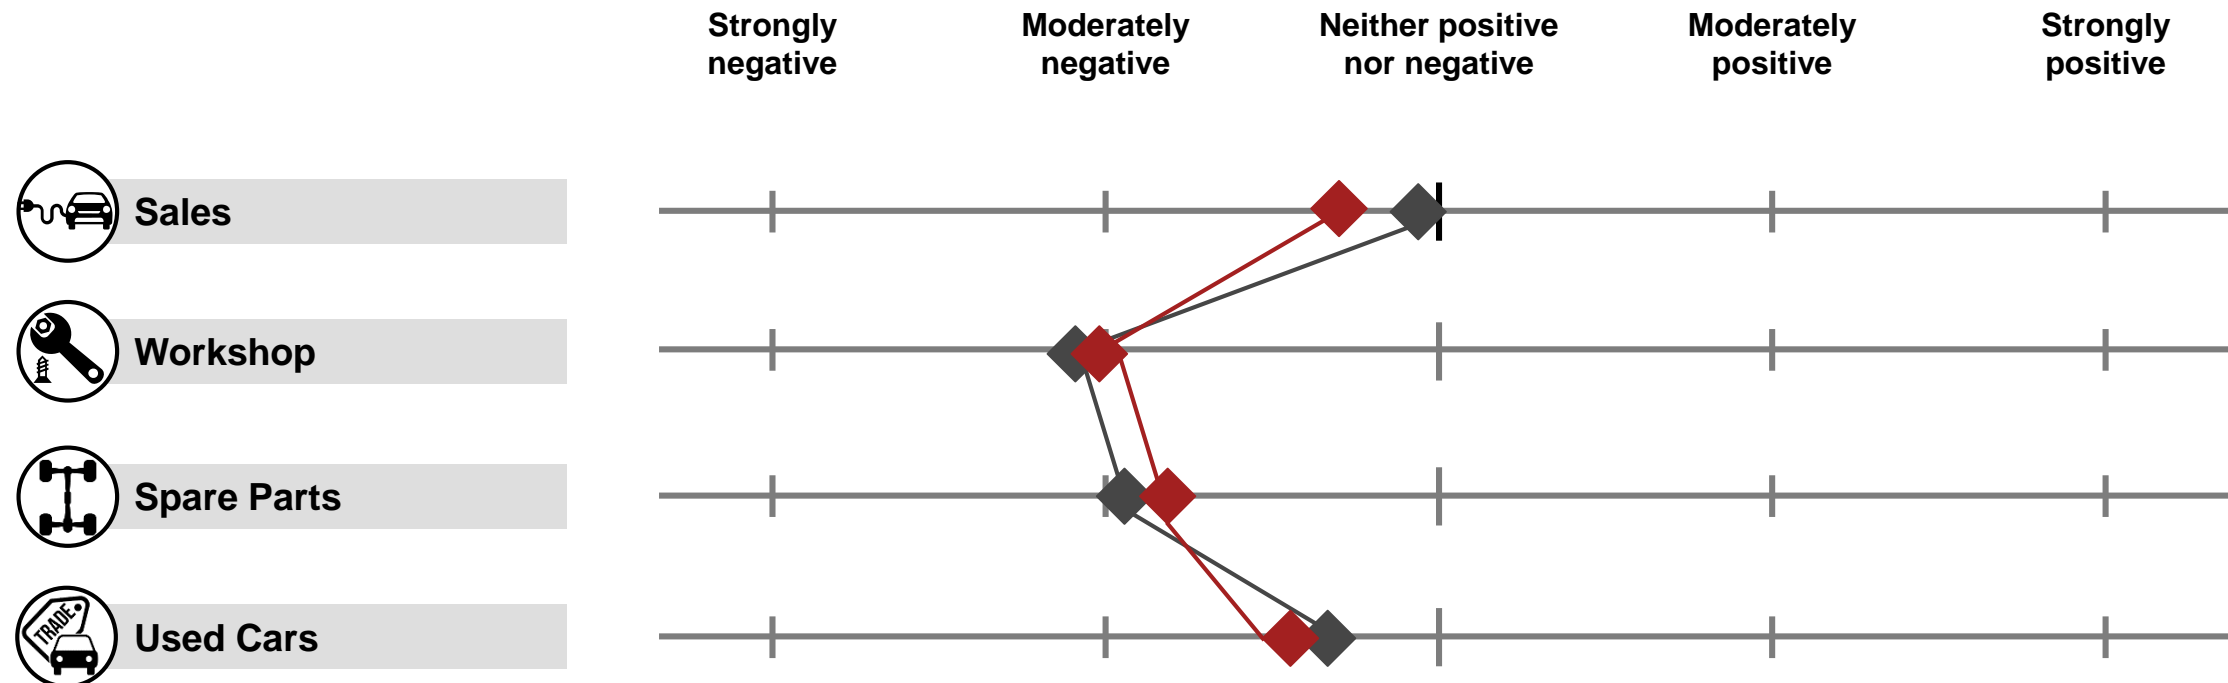 Strongly
negative
Moderately
negative
Neither positive
nor negative
Moderately
positive
Strongly
positive
Sales
Workshop
Spare Parts
TRADE
Used Cars